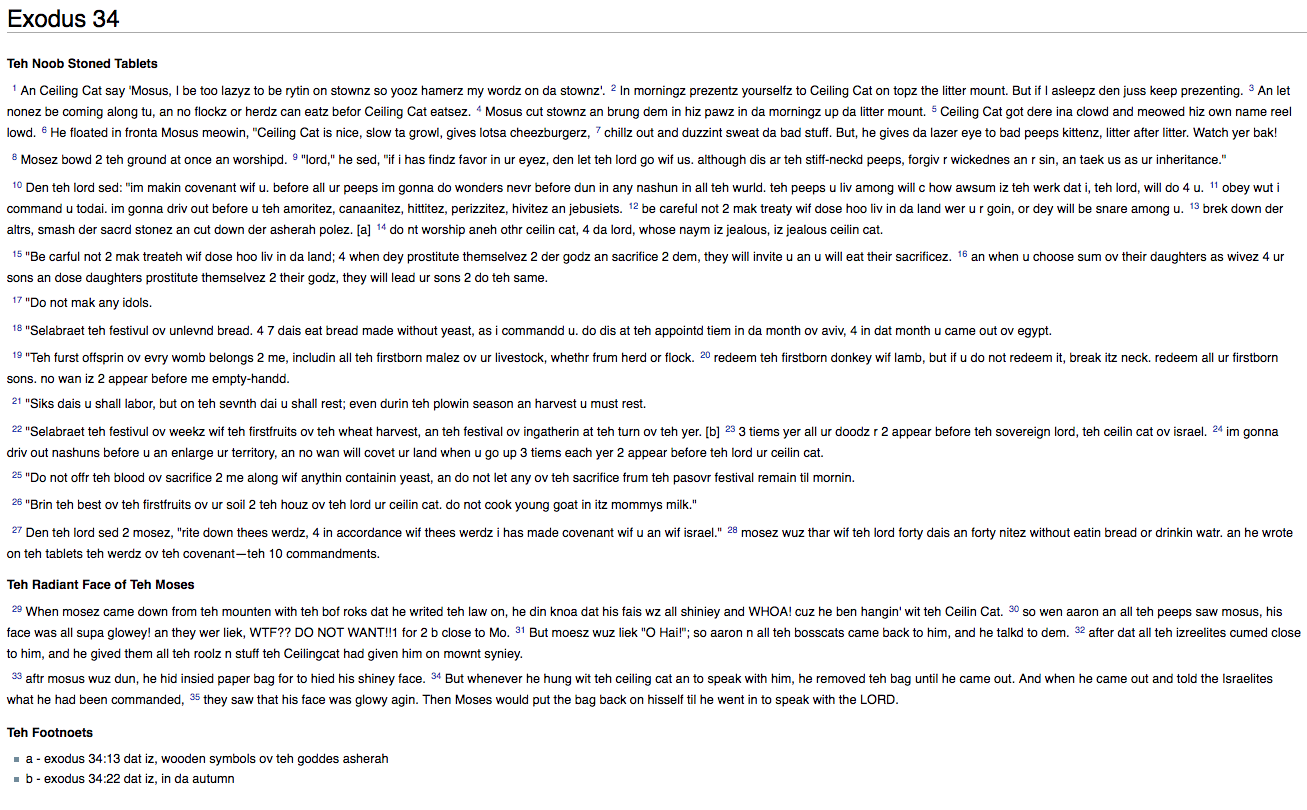 Exodus 34
Teh Noob Stoned Tablets
1 An Ceiling Cat say 'Mosus, I be too lazyz to be rytin on stownz so yooz hamerz my wordz on da stownz'. 2 In morningz prezentz yourselfz to Ceiling Cat on topz the litter mount. But if I asleepz den juss keep prezenting. 3 An let
nonez be coming along tu, an no flockz or herdz can eatz befor Ceiling Cat eatsez. 4 Mosus cut stownz an brung dem in hiz pawz in da morningz up da litter mount. 5 Ceiling Cat got dere ina clowd and meowed hiz own name reel
lowd. 6 He floated in fronta Mosus meowin, "Ceiling Cat is nice, slow ta growl, gives lotsa cheezburgerz, 7 chillz out and duzzint sweat da bad stuff. But, he gives da lazer eye to bad peeps kittenz, litter after litter. Watch yer bak!
8 Mosez bowd 2 teh ground at once an worshipd. 9 "lord," he sed, "if i has findz favor in ur eyez, den let teh lord go wif us. although dis ar teh stiff-neckd peeps, forgiv r wickednes an r sin, an taek us as ur inheritance."
10 Den teh lord sed: "im makin covenant wif u. before all ur peeps im gonna do wonders nevr before dun in any nashun in all teh wurld. teh peeps u liv among will c how awsum iz teh werk dat i, teh lord, will do 4 u. 11 obey wut i
command u todai. im gonna driv out before u teh amoritez, canaanitez, hittitez, perizzitez, hivitez an jebusiets. 12 be careful not 2 mak treaty wif dose hoo liv in da land wer u r goin, or dey will be snare among u. 13 brek down der
altrs, smash der sacrd stonez an cut down der asherah polez. [a] 14 do nt worship aneh othr ceilin cat, 4 da lord, whose naym iz jealous, iz jealous ceilin cat.
15 "Be carful not 2 mak treateh wif dose hoo liv in da land; 4 when dey prostitute themselvez 2 der godz an sacrifice 2 dem, they will invite u an u will eat their sacrificez. 16 an when u choose sum ov their daughters as wivez 4 ur
sons an dose daughters prostitute themselvez 2 their godz, they will lead ur sons 2 do teh same.
17 "Do not mak any idols.
18 "Selabraet teh festivul ov unlevnd bread. 4 7 dais eat bread made without yeast, as i commandd u. do dis at teh appointd tiem in da month ov aviv, 4 in dat month u came out ov egypt.
19 "Teh furst offsprin ov evry womb belongs 2 me, includin all teh firstborn malez ov ur livestock, whethr frum herd or flock. 20 redeem teh firstborn donkey wif lamb, but if u do not redeem it, break itz neck. redeem all ur firstborn
sons. no wan iz 2 appear before me empty-handd.
21 "Siks dais u shall labor, but on teh sevnth dai u shall rest; even durin teh plowin season an harvest u must rest.
22 "Selabraet teh festivul ov weekz wif teh firstfruits ov teh wheat harvest, an teh festival ov ingatherin at teh turn ov teh yer. [b] 23 3 tiems yer all ur doodz r 2 appear before teh sovereign lord, teh ceilin cat ov israel. 24 im gonna
driv out nashuns before u an enlarge ur territory, an no wan will covet ur land when u go up 3 tiems each yer 2 appear before teh lord ur ceilin cat.
25 "Do not offr teh blood ov sacrifice 2 me along wif anythin containin yeast, an do not let any ov teh sacrifice frum teh pasovr festival remain til mornin.
26 "Brin teh best ov teh firstfruits ov ur soil 2 teh houz ov teh lord ur ceilin cat. do not cook young goat in itz mommys milk."
27 Den teh lord sed 2 mosez, "rite down thees werdz, 4 in accordance wif thees werdz i has made covenant wif u an wif israel." 28 mosez wuz thar wif teh lord forty dais an forty nitez without eatin bread or drinkin watr. an he wrote
on teh tablets teh werdz ov teh covenant—teh 10 commandments.
Teh Radiant Face of Teh Moses
29 When mosez came down from teh mounten with teh bof roks dat he writed teh law on, he din knoa dat his fais wz all shiniey and WHOA! cuz he ben hangin' wit teh Ceilin Cat. 30 so wen aaron an all teh peeps saw mosus, his
face was all supa glowey! an they wer liek, WTF?? DO NOT WANT!!1 for 2 b close to Mo. 31 But moesz wuz liek "O Hai!"; so aaron n all teh bosscats came back to him, and he talkd to dem. 32 after dat all teh izreelites cumed close
to him, and he gived them all teh roolz n stuff teh Ceilingcat had given him on mownt syniey.
33 aftr mosus wuz dun, he hid insied paper bag for to hied his shiney face. 34 But whenever he hung wit teh ceiling cat an to speak with him, he removed teh bag until he came out. And when he came out and told the Israelites
what he had been commanded, 35 they saw that his face was glowy agin. Then Moses would put the bag back on hisself til he went in to speak with the LORD.
Teh Footnoets
a - exodus 34:13 dat iz, wooden symbols ov teh goddes asherah
b - exodus 34:22 dat iz, in da autumn